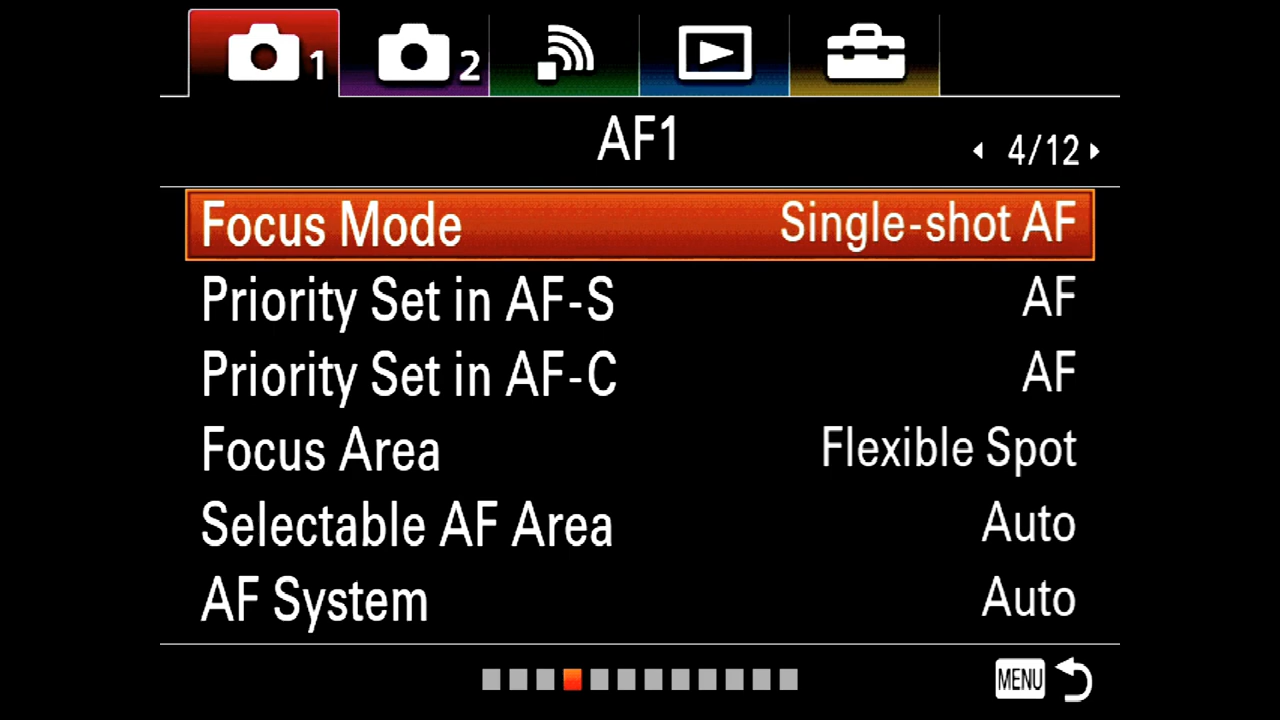 1 2
AF1
4/12
Focus Mode Single-shot AF
Priority Set in AF-S AF
Priority Set in AF-C AF
Focus Area Flexible Spot
Selectable AF Area Auto
AF System Auto
MENU